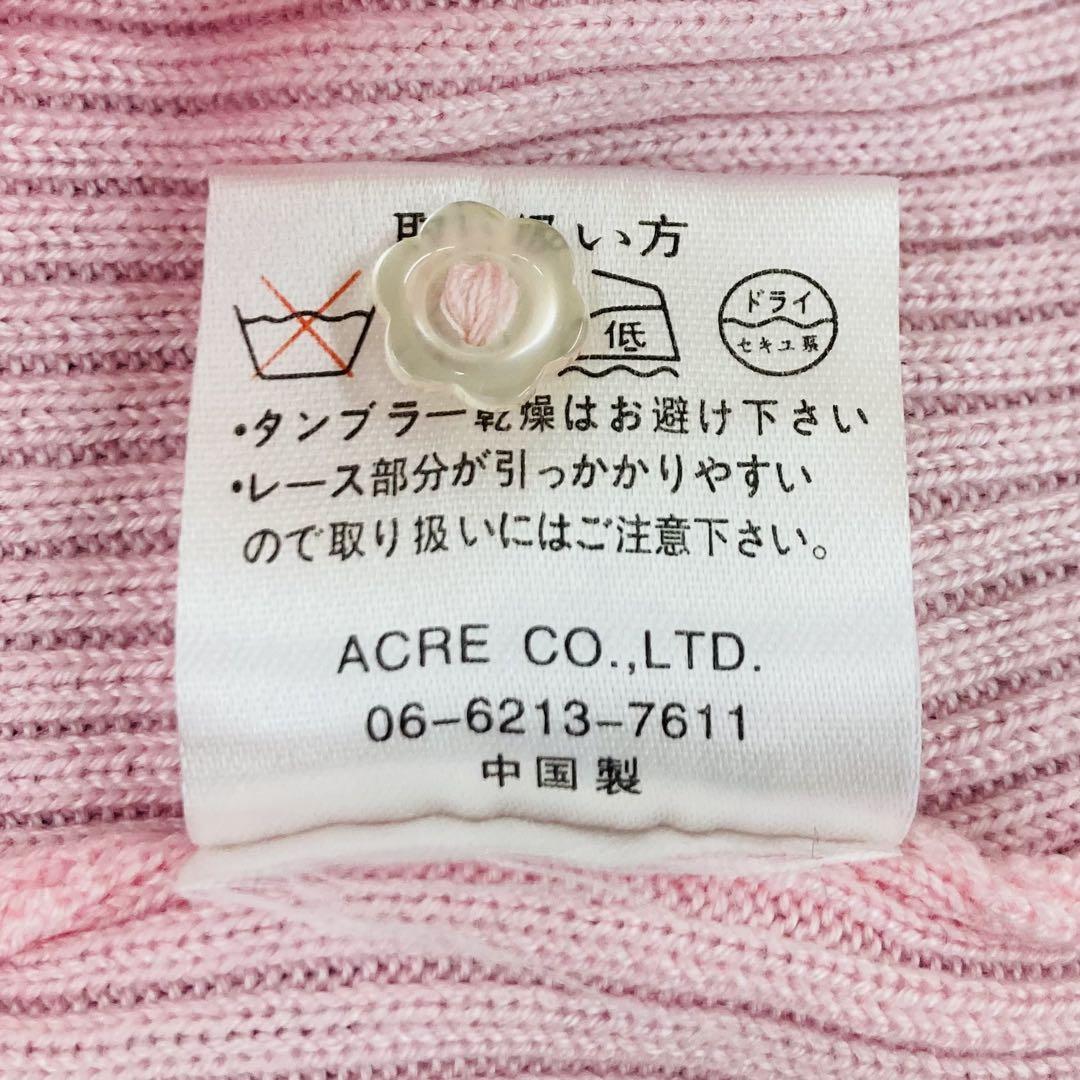 い方
低
ドライ
セキユ系
・タンブラー乾燥はお避け下さい
・レース部分が引っかかりやすい
ので取り扱いにはご注意下さい。
ACRE CO.,LTD.
06-6213-7611
中国製